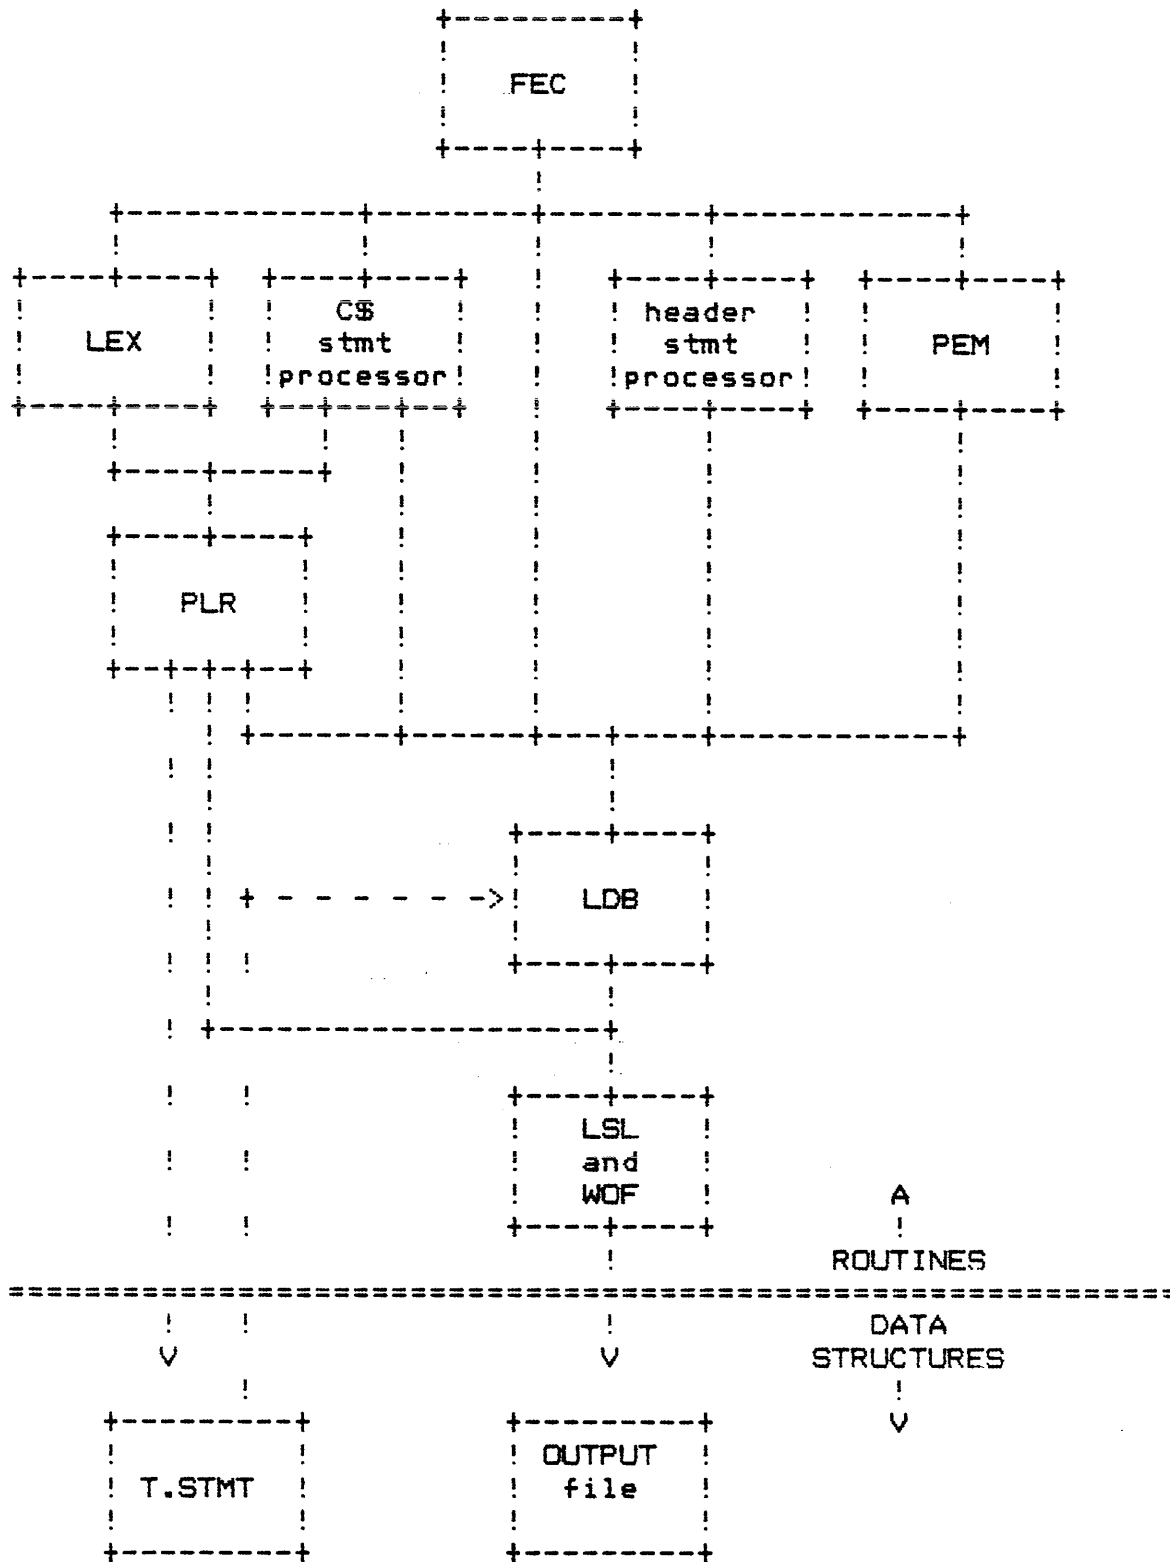 FEC
LEX
C$
stmt
processor
header
stmt
processor
PEM
PLR
LDB
LSL
and
WOF
ROUTINES
DATA
STRUCTURES
T.STMT
OUTPUT
file